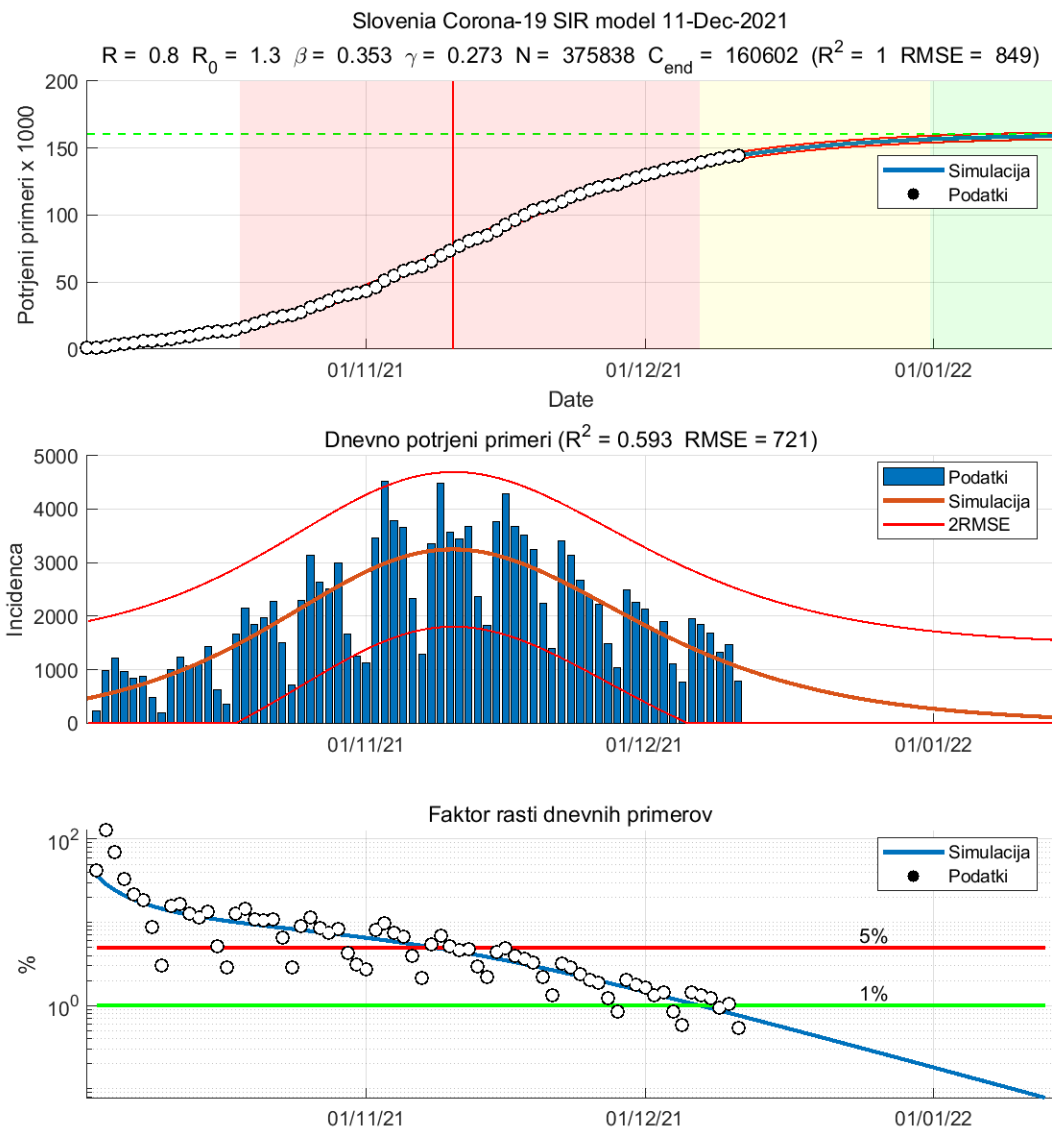 Slovenia Corona-19 SIR model 11-Dec-2021
R = 0.8 R0 = 1.3 β = 0.353 γ = 0.273 N = 375838 Cend = 160602 (R2 = 1 RMSE = 849)
200
150
100
50
0
Potrjeni primeri x 1000
Simulacija
Podatki
01/11/21
01/12/21
01/01/22
Date
Dnevno potrjeni primeri (R2 = 0.593 RMSE = 721)
5000
4000
3000
2000
1000
0
Incidenca
Podatki
Simulacija
2RMSE
01/11/21
01/12/21
01/01/22
Faktor rasti dnevnih primerov
102
100
%
Simulacija
Podatki
5%
1%
01/11/21
01/12/21
01/01/22